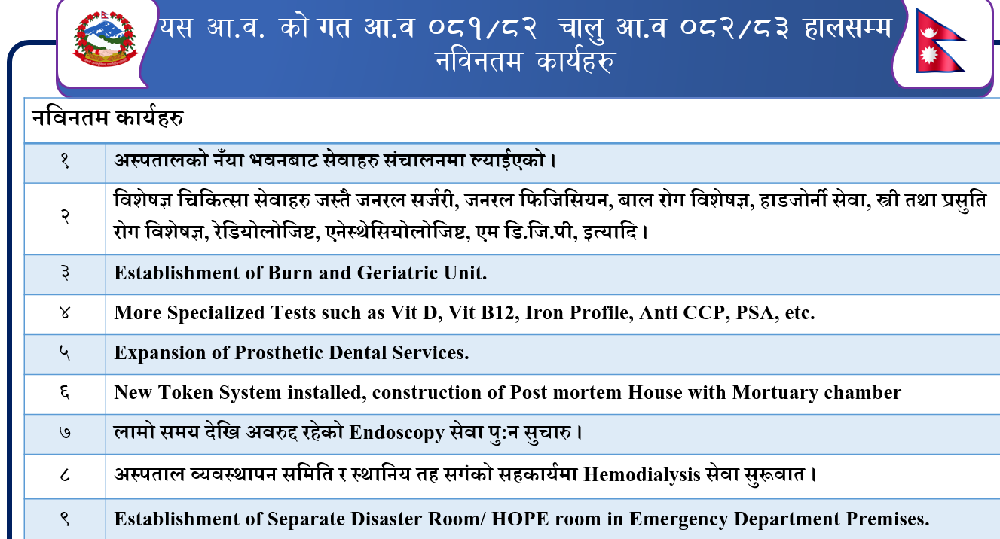 यस आ.व. को गत आ.व ०८१/८२ चालु आ.व ०८२/८३ हालसम्म
नविनतम कार्यहरु
नविनतम कार्यहरु
१ अस्पतालको नँया भवनबाट सेवाहरु संचालनमा ल्याईएको ।
२ विशेषज्ञ चिकित्सा सेवाहरु जस्तै जनरल सर्जरी, जनरल फिजिसियन, बाल रोग विशेषज्ञ, हाडजोर्नी सेवा, स्त्री तथा प्रसुति
रोग विशेषज्ञ, रेडियोलोजिष्ट, एनेस्थेसियोलोजिष्ट, एम डि.जि.पी, इत्यादि ।
३ Establishment of Burn and Geriatric Unit.
४ More Specialized Tests such as Vit D, Vit B12, Iron Profile, Anti CCP, PSA, etc.
५ Expansion of Prosthetic Dental Services.
६ New Token System installed, construction of Post mortem House with Mortuary chamber
७ लामो समय देखि अवरुद्द रहेको Endoscopy सेवा पु:न सुचारु ।
८ अस्पताल व्यवस्थापन समिति र स्थानिय तह सगंको सहकार्यमा Hemodialysis सेवा सुरूवात ।
९ Establishment of Separate Disaster Room/ HOPE room in Emergency Department Premises.